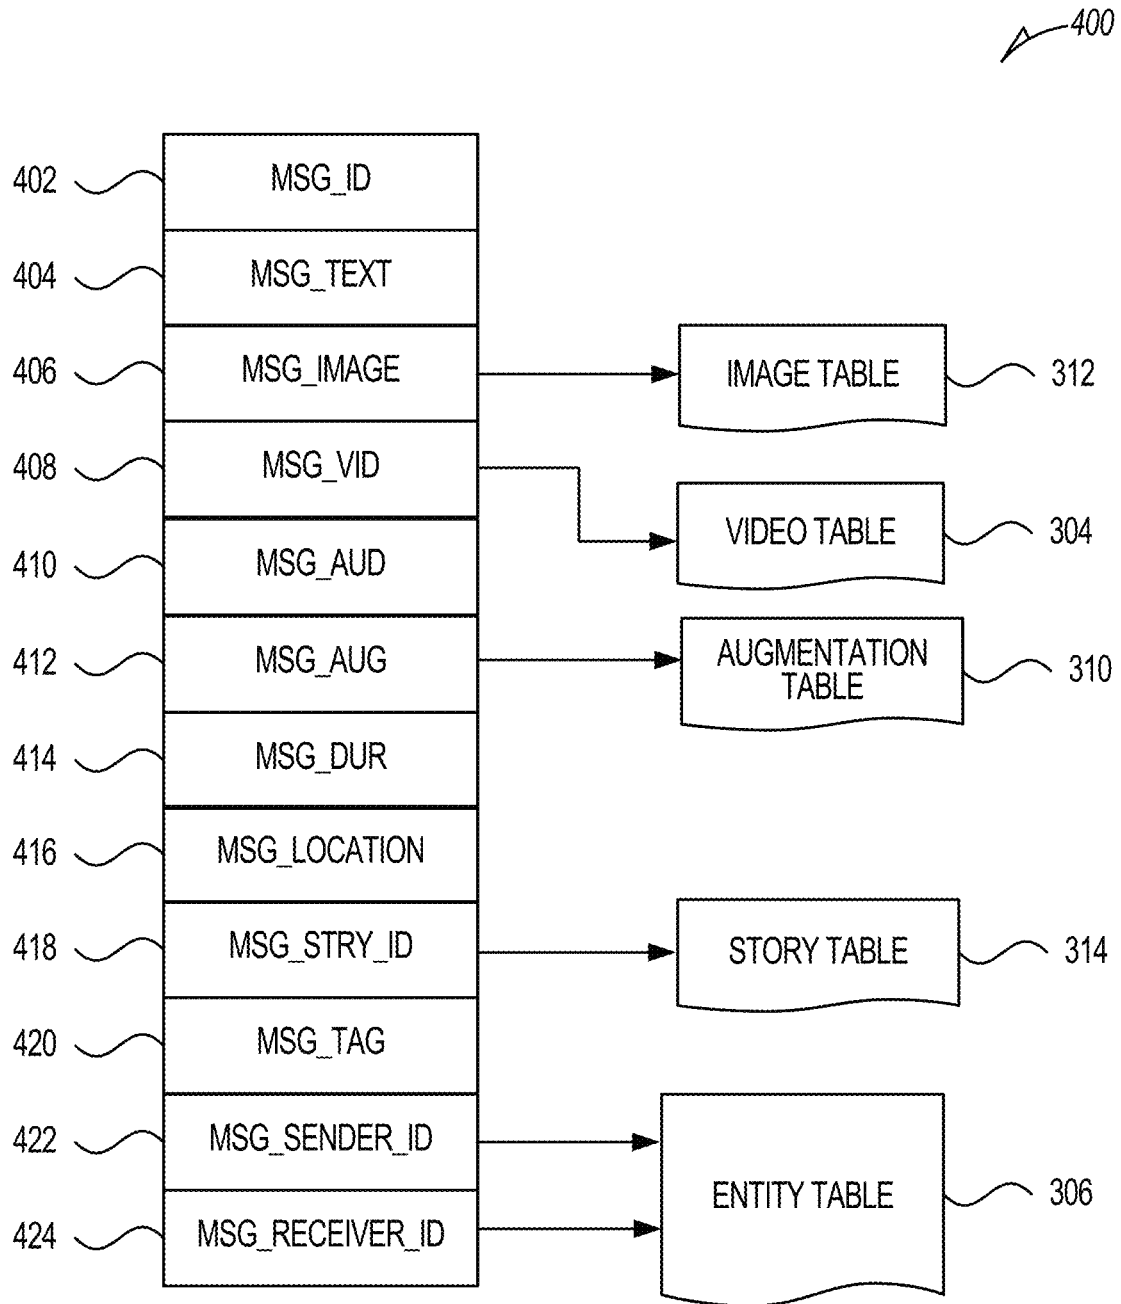 400
402 MSG_ID
404 MSG_TEXT
406 MSG_IMAGE IMAGE TABLE 312
408 MSG_VID VIDEO TABLE 304
410 MSG_AUD
412 MSG_AUG AUGMENTATION
TABLE 310
414 MSG_DUR
416 MSG_LOCATION
418 MSG_STRY_ID STORY TABLE 314
420 MSG_TAG
422 MSG_SENDER_ID
ENTITY TABLE 306
424 MSG_RECEIVER_ID